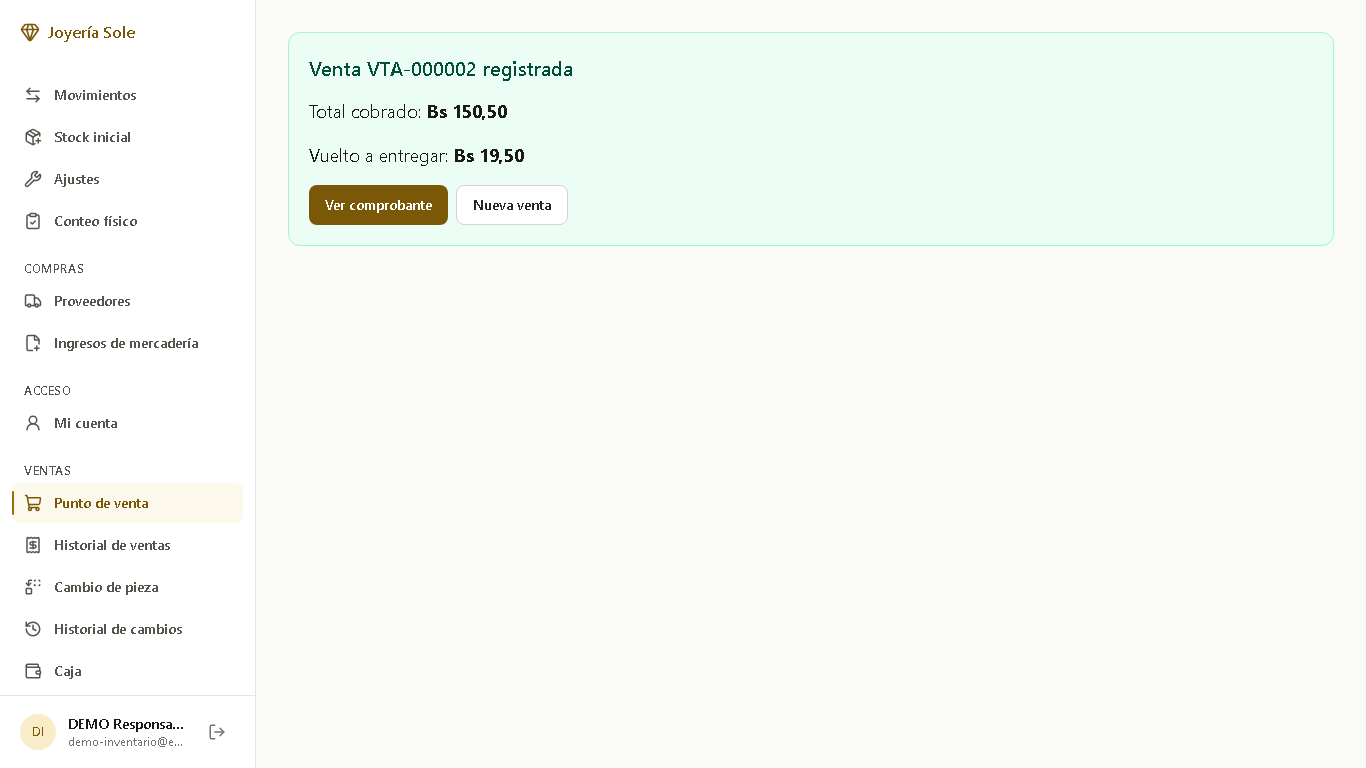 Joyería Sole
Movimientos
Stock inicial
Ajustes
Conteo físico
COMPRAS
Proveedores
Ingresos de mercadería
ACCESO
Mi cuenta
VENTAS
Punto de venta
Historial de ventas
Cambio de pieza
Historial de cambios
Caja
DI
DEMO Responsa...
demo-inventario@e...
Venta VTA-000002 registrada
Total cobrado: Bs 150,50
Vuelto a entregar: Bs 19,50
Ver comprobante
Nueva venta